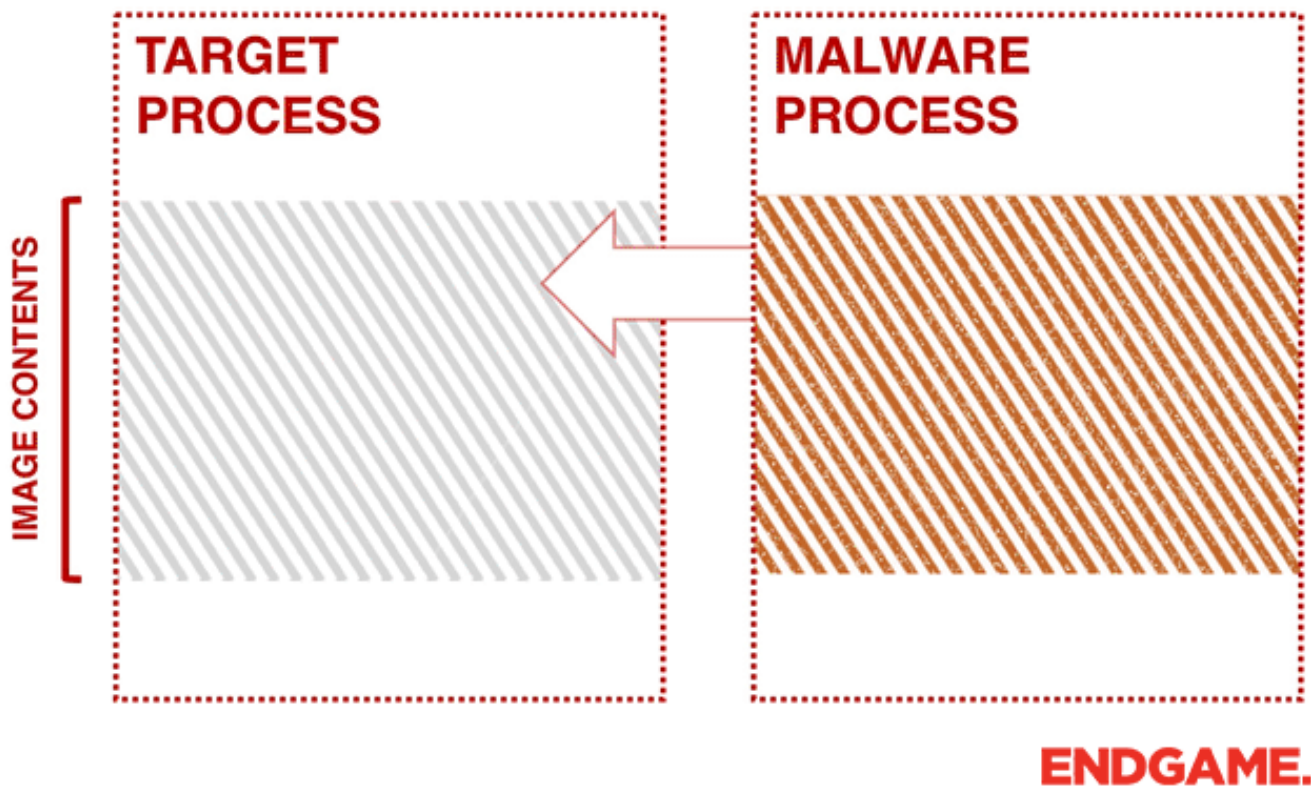 TARGET
PROCESS
MALWARE
PROCESS
IMAGE CONTENTS
ENDGAME.